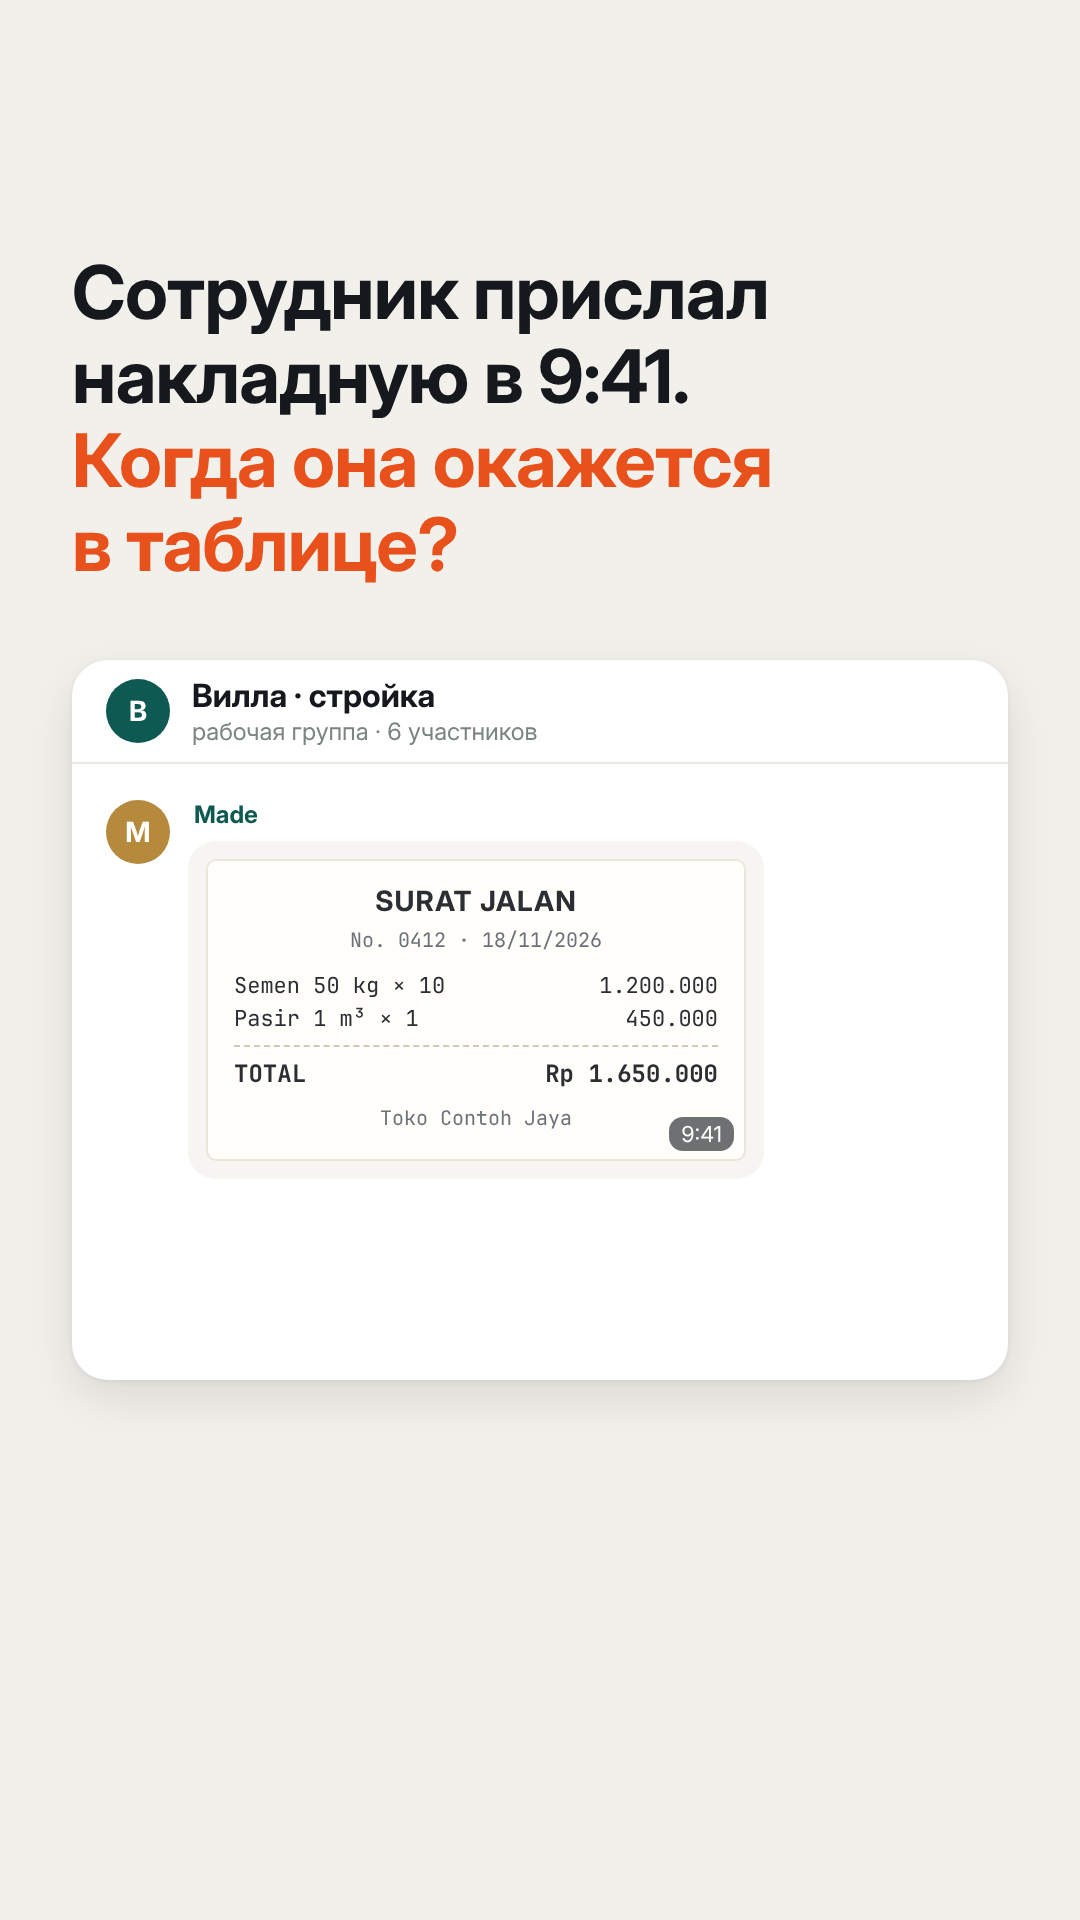 Сотрудник прислал
накладную в 9:41.
Когда она окажется
в таблице?
В
Вилла · стройка
рабочая группа · 6 участников
M
Made
SURAT JALAN
No. 0412 · 18/11/2026
Semen 50 kg × 10 1.200.000
Pasir 1 m³ × 1 450.000
TOTAL Rp 1.650.000
Toko Contoh Jaya
9:41